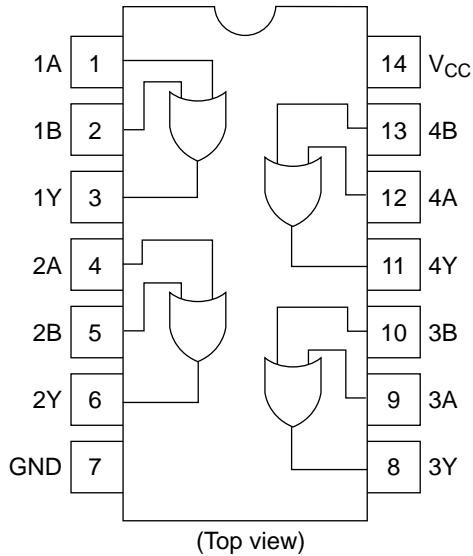 1A 1 14 VCC
1B 2 13 4B
1Y 3 12 4A
2A 4 11 4Y
2B 5 10 3B
2Y 6 9 3A
GND 7 8 3Y
(Top view)